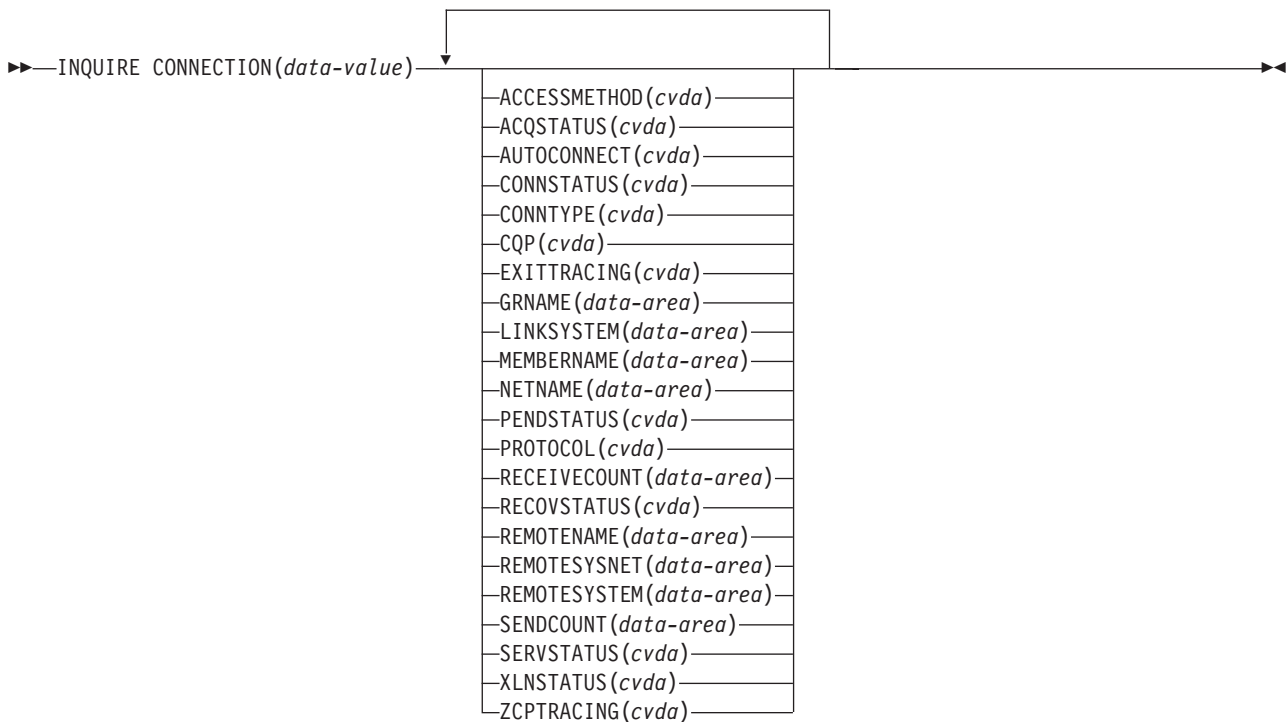 INQUIRE CONNECTION(data-value)
ACCESSMETHOD(cvda)
ACQSTATUS(cvda)
AUTOCONNECT(cvda)
CONNSTATUS(cvda)
CONNTYPE(cvda)
CQP(cvda)
EXITTRACING(cvda)
GRNAME(data-area)
LINKSYSTEM(data-area)
MEMBERNAME(data-area)
NETNAME(data-area)
PENDSTATUS(cvda)
PROTOCOL(cvda)
RECEIVECOUNT(data-area)
RECOVSTATUS(cvda)
REMOTENAME(data-area)
REMOTESYSNET(data-area)
REMOTESYSTEM(data-area)
SENDCOUNT(data-area)
SERVSTATUS(cvda)
XLNSTATUS(cvda)
ZCPTRACING(cvda)